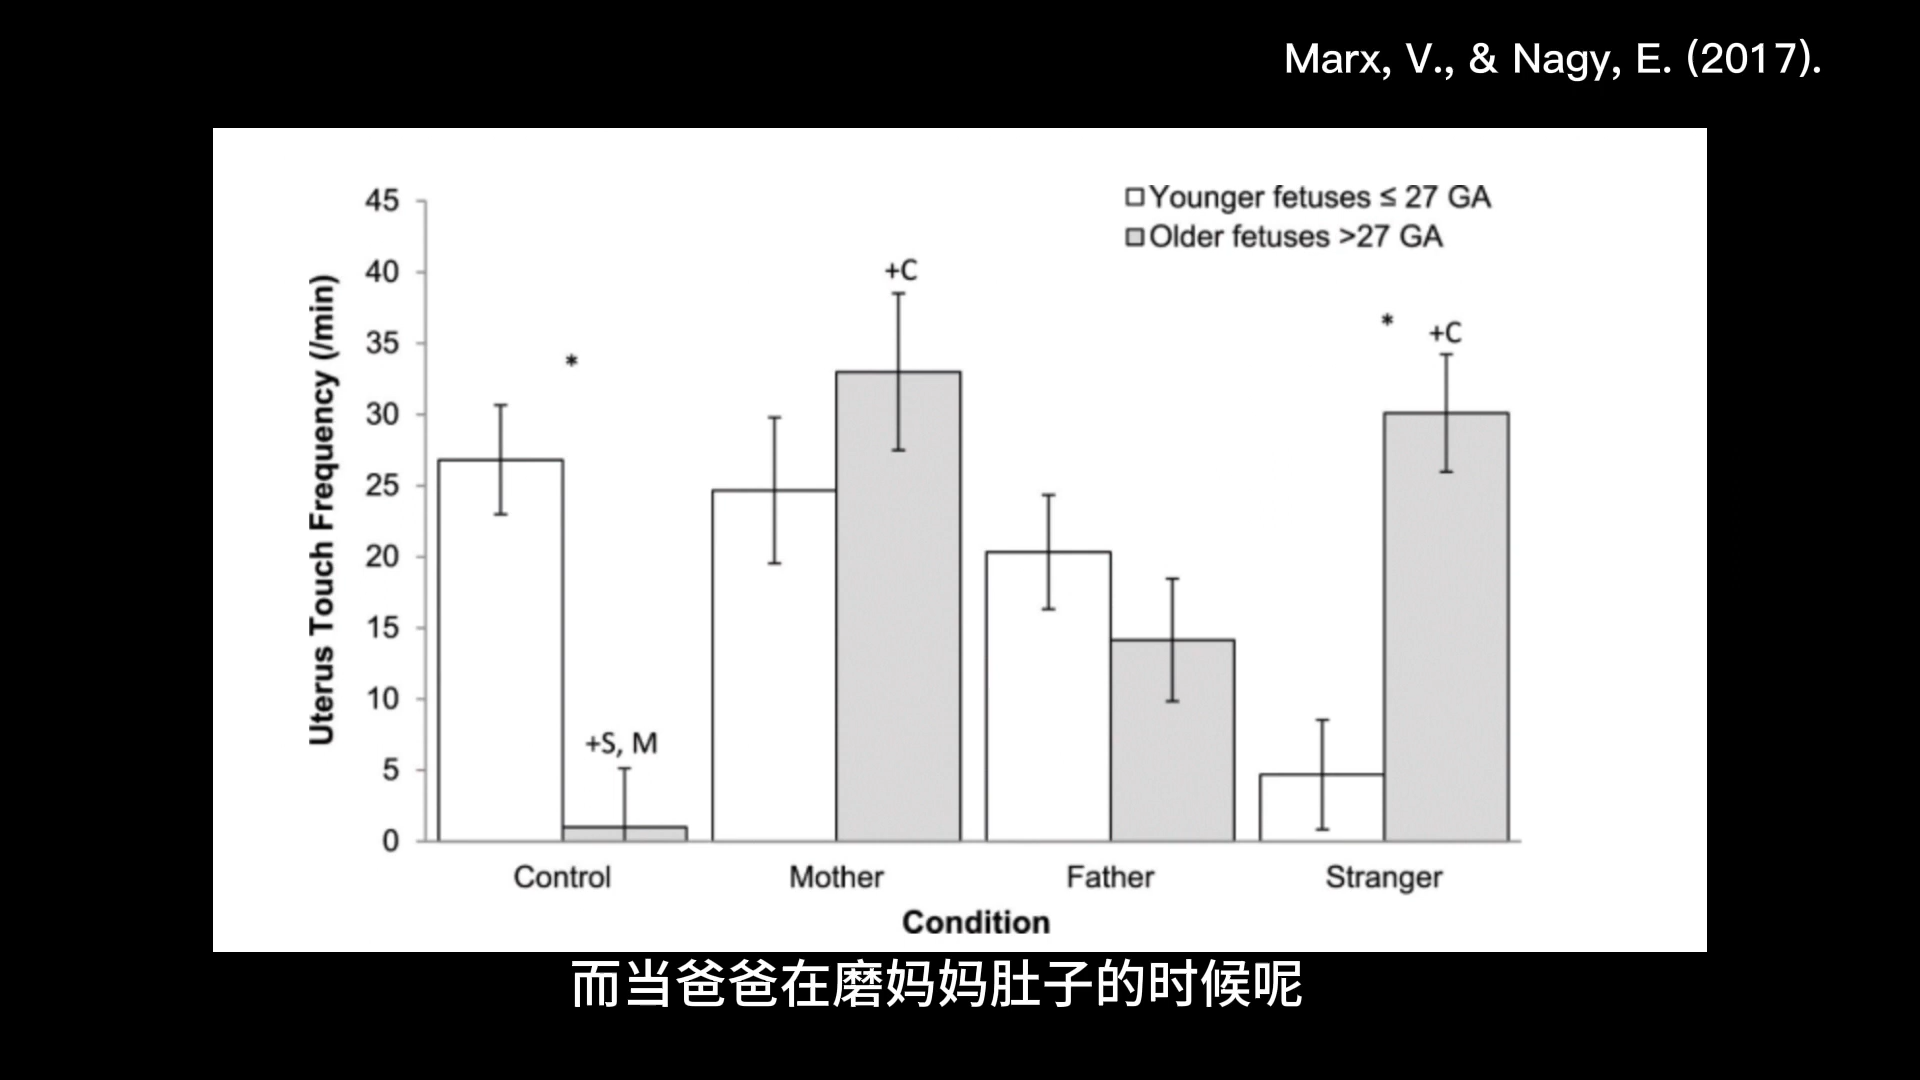 Marx, V., & Nagy, E. (2017).
Younger fetuses ≤ 27 GA
Older fetuses >27 GA
Uterus Touch Frequency (/min)
45
40
35
30
25
20
15
10
5
0
*
+S, M
+C
*
+C
Control
Mother
Father
Stranger
Condition
而当爸爸在磨妈妈肚子的时候呢